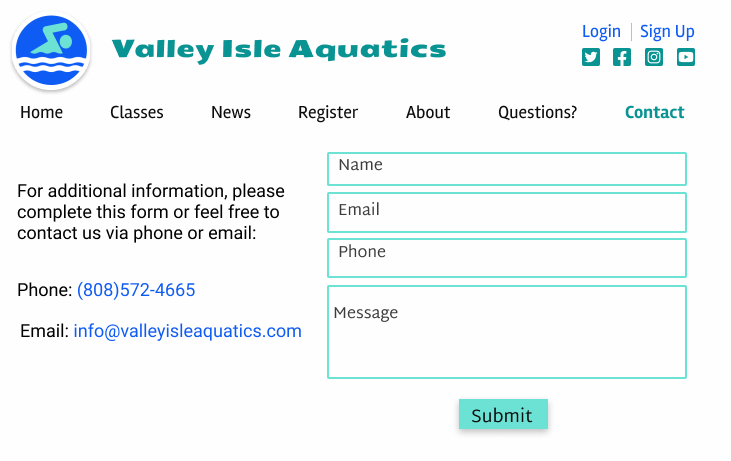 Valley Isle Aquatics
Login | Sign Up
Home Classes News Register About Questions? Contact
For additional information, please
complete this form or feel free to
contact us via phone or email:
Phone: (808)572-4665
Email: info@valleyisleaquatics.com
Name
Email
Phone
Message
Submit